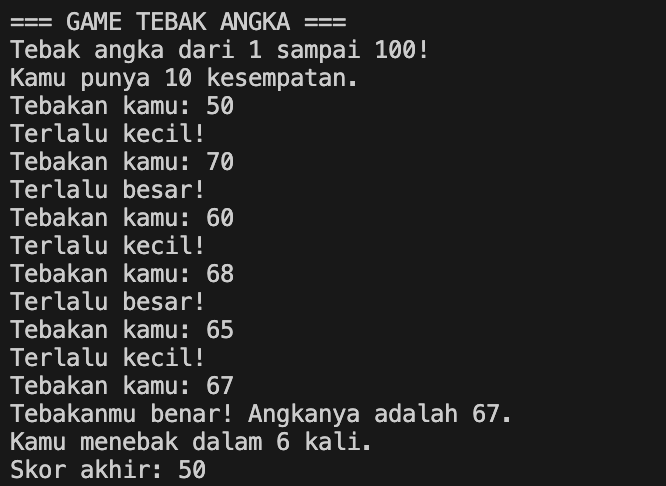 === GAME TEBAK ANGKA ===
Tebak angka dari 1 sampai 100!
Kamu punya 10 kesempatan.
Tebakan kamu: 50
Terlalu kecil!
Tebakan kamu: 70
Terlalu besar!
Tebakan kamu: 60
Terlalu kecil!
Tebakan kamu: 68
Terlalu besar!
Tebakan kamu: 65
Terlalu kecil!
Tebakan kamu: 67
Tebakanmu benar! Angkanya adalah 67.
Kamu menebak dalam 6 kali.
Skor akhir: 50